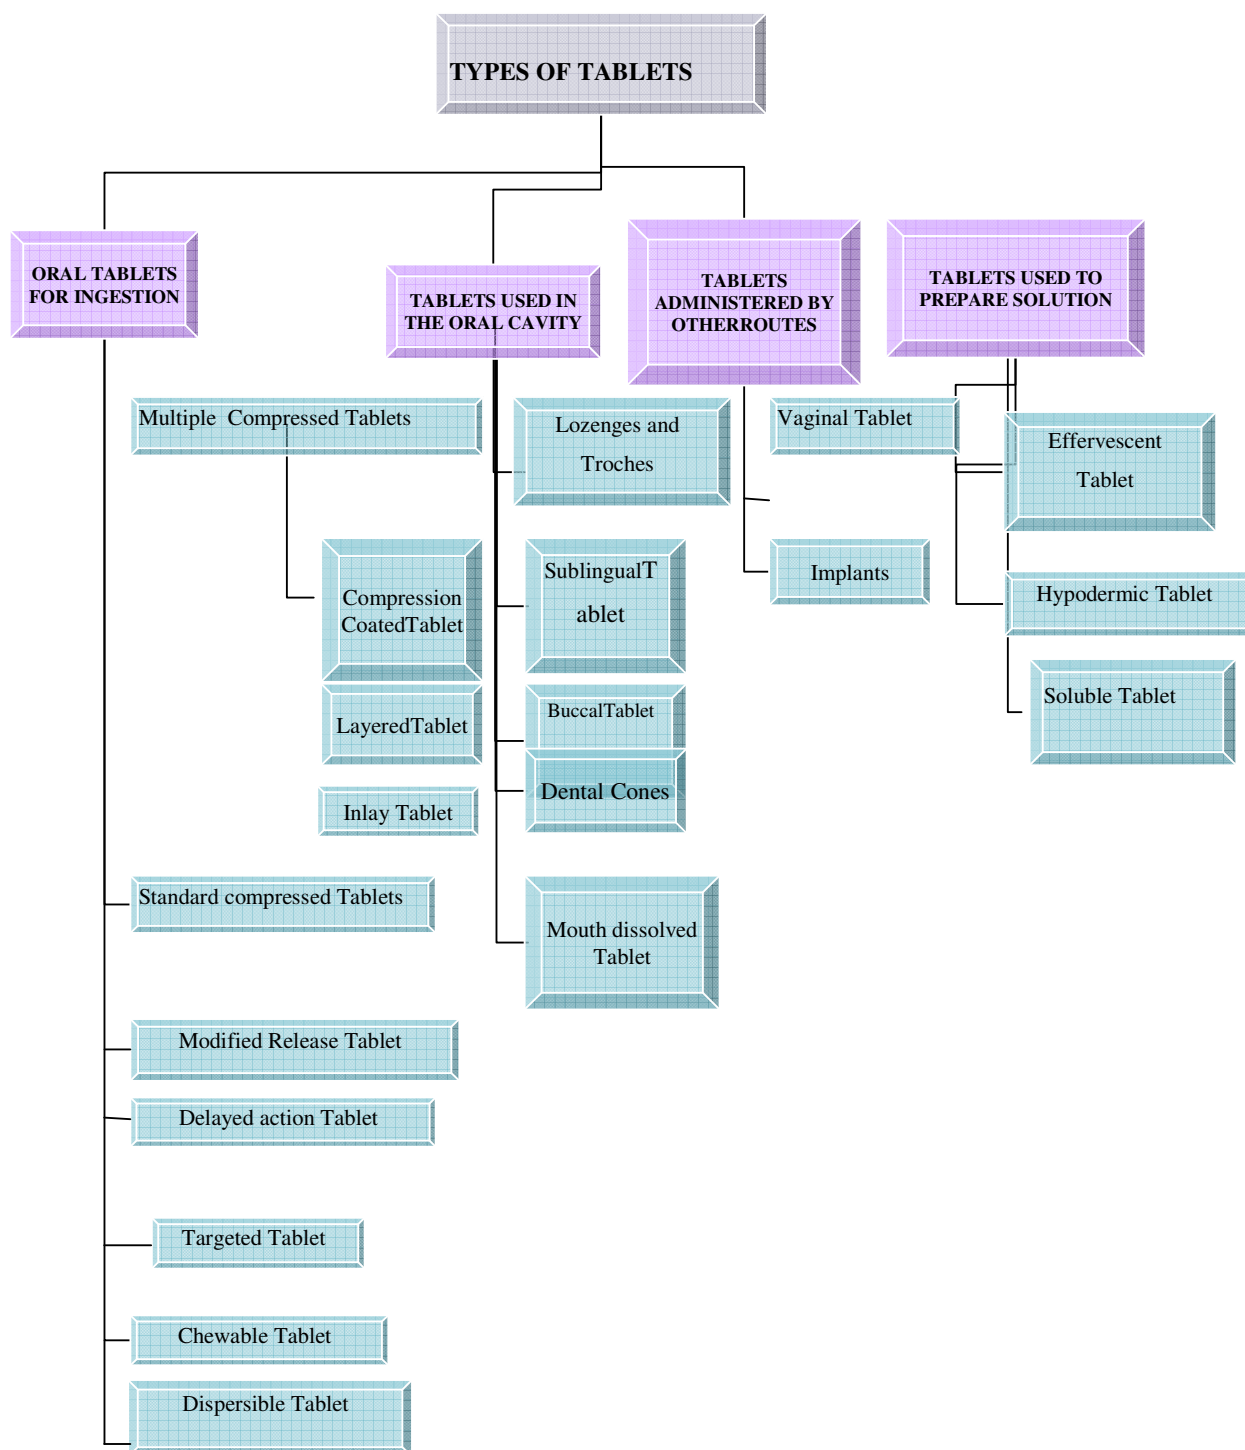 TYPES OF TABLETS
ORAL TABLETS
FOR INGESTION
TABLETS USED IN
THE ORAL CAVITY
TABLETS
ADMINISTERED BY
OTHERROUTES
TABLETS USED TO
PREPARE SOLUTION
Multiple Compressed Tablets
Compression
CoatedTablet
LayeredTablet
Inlay Tablet
Standard compressed Tablets
Modified Release Tablet
Delayed action Tablet
Targeted Tablet
Chewable Tablet
Dispersible Tablet
Lozenges and
Troches
SublingualT
ablet
BuccalTablet
Dental Cones
Mouth dissolved
Tablet
Vaginal Tablet
Implants
Effervescent
Tablet
Hypodermic Tablet
Soluble Tablet